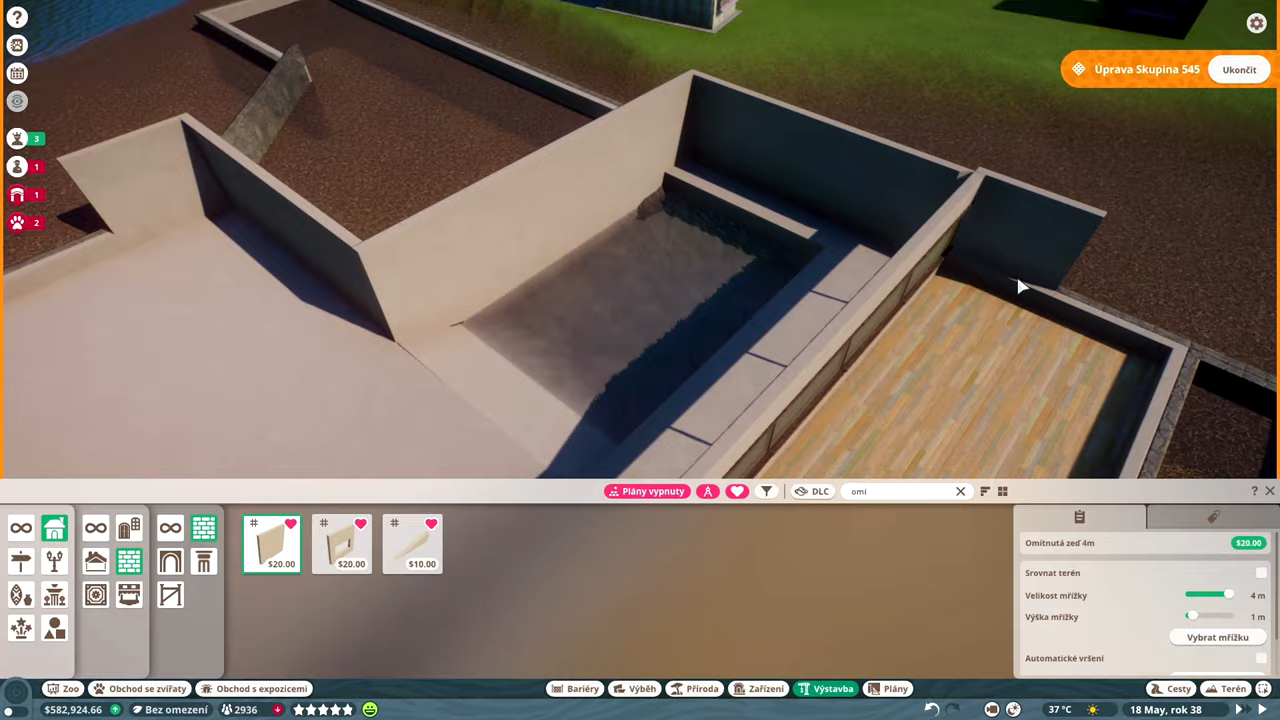 ?
Úprava Skupina 545
Ukončit
3
1
1
2
Plány vypnuty
DLC
omí
?
$20.00
$20.00
$10.00
Omítnutá zeď 4m
$20.00
Srovnat terén
Velikost mřížky
4 m
Výška mřížky
1 m
Vybrat mřížku
Automatické vršení
Zoo
Obchod se zvířaty
Obchod s expozicemi
Bariéry
Výběh
Příroda
Zařízení
Výstavba
Plány
Cesty
Terén
$582,924.66
Bez omezení
2936
37 °C
18 May, rok 38